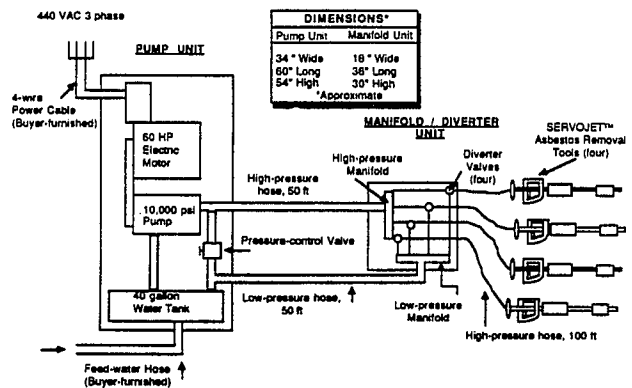 440 VAC 3 phase
PUMP UNIT
4-wire
Power Cable
(Buyer-furnished)
60 HP
Electric
Motor
10,000 psi
Pump
40 gallon
Water Tank
Feed-water Hose
(Buyer-furnished)
DIMENSIONS*
Pump Unit Manifold Unit
34" Wide 18" Wide
60" Long 36" Long
54" High 30" High
*Approximate
MANIFOLD / DIVERTER
UNIT
High-pressure
hose, 50 ft
High-pressure
Manifold
Diverter
Valves
(four)
SERVOJET™
Asbestos Removal
Tools (four)
Pressure-control Valve
Low-pressure hose,
50 ft
Low-pressure
Manifold
High-pressure hose, 100 ft